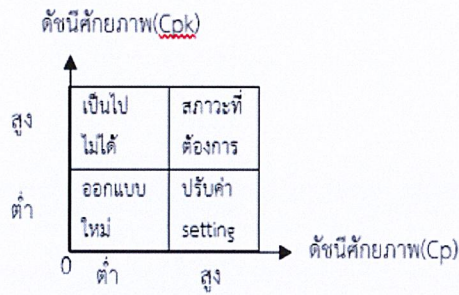 ดัชนีศักยภาพ(Cpk)
สูง
เป็นไป
ไม่ได้
สภาวะที่
ต้องการ
ต่ำ
ออกแบบ
ใหม่
ปรับค่า
setting
ดัชนีศักยภาพ(Cp)
0
ต่ำ
สูง